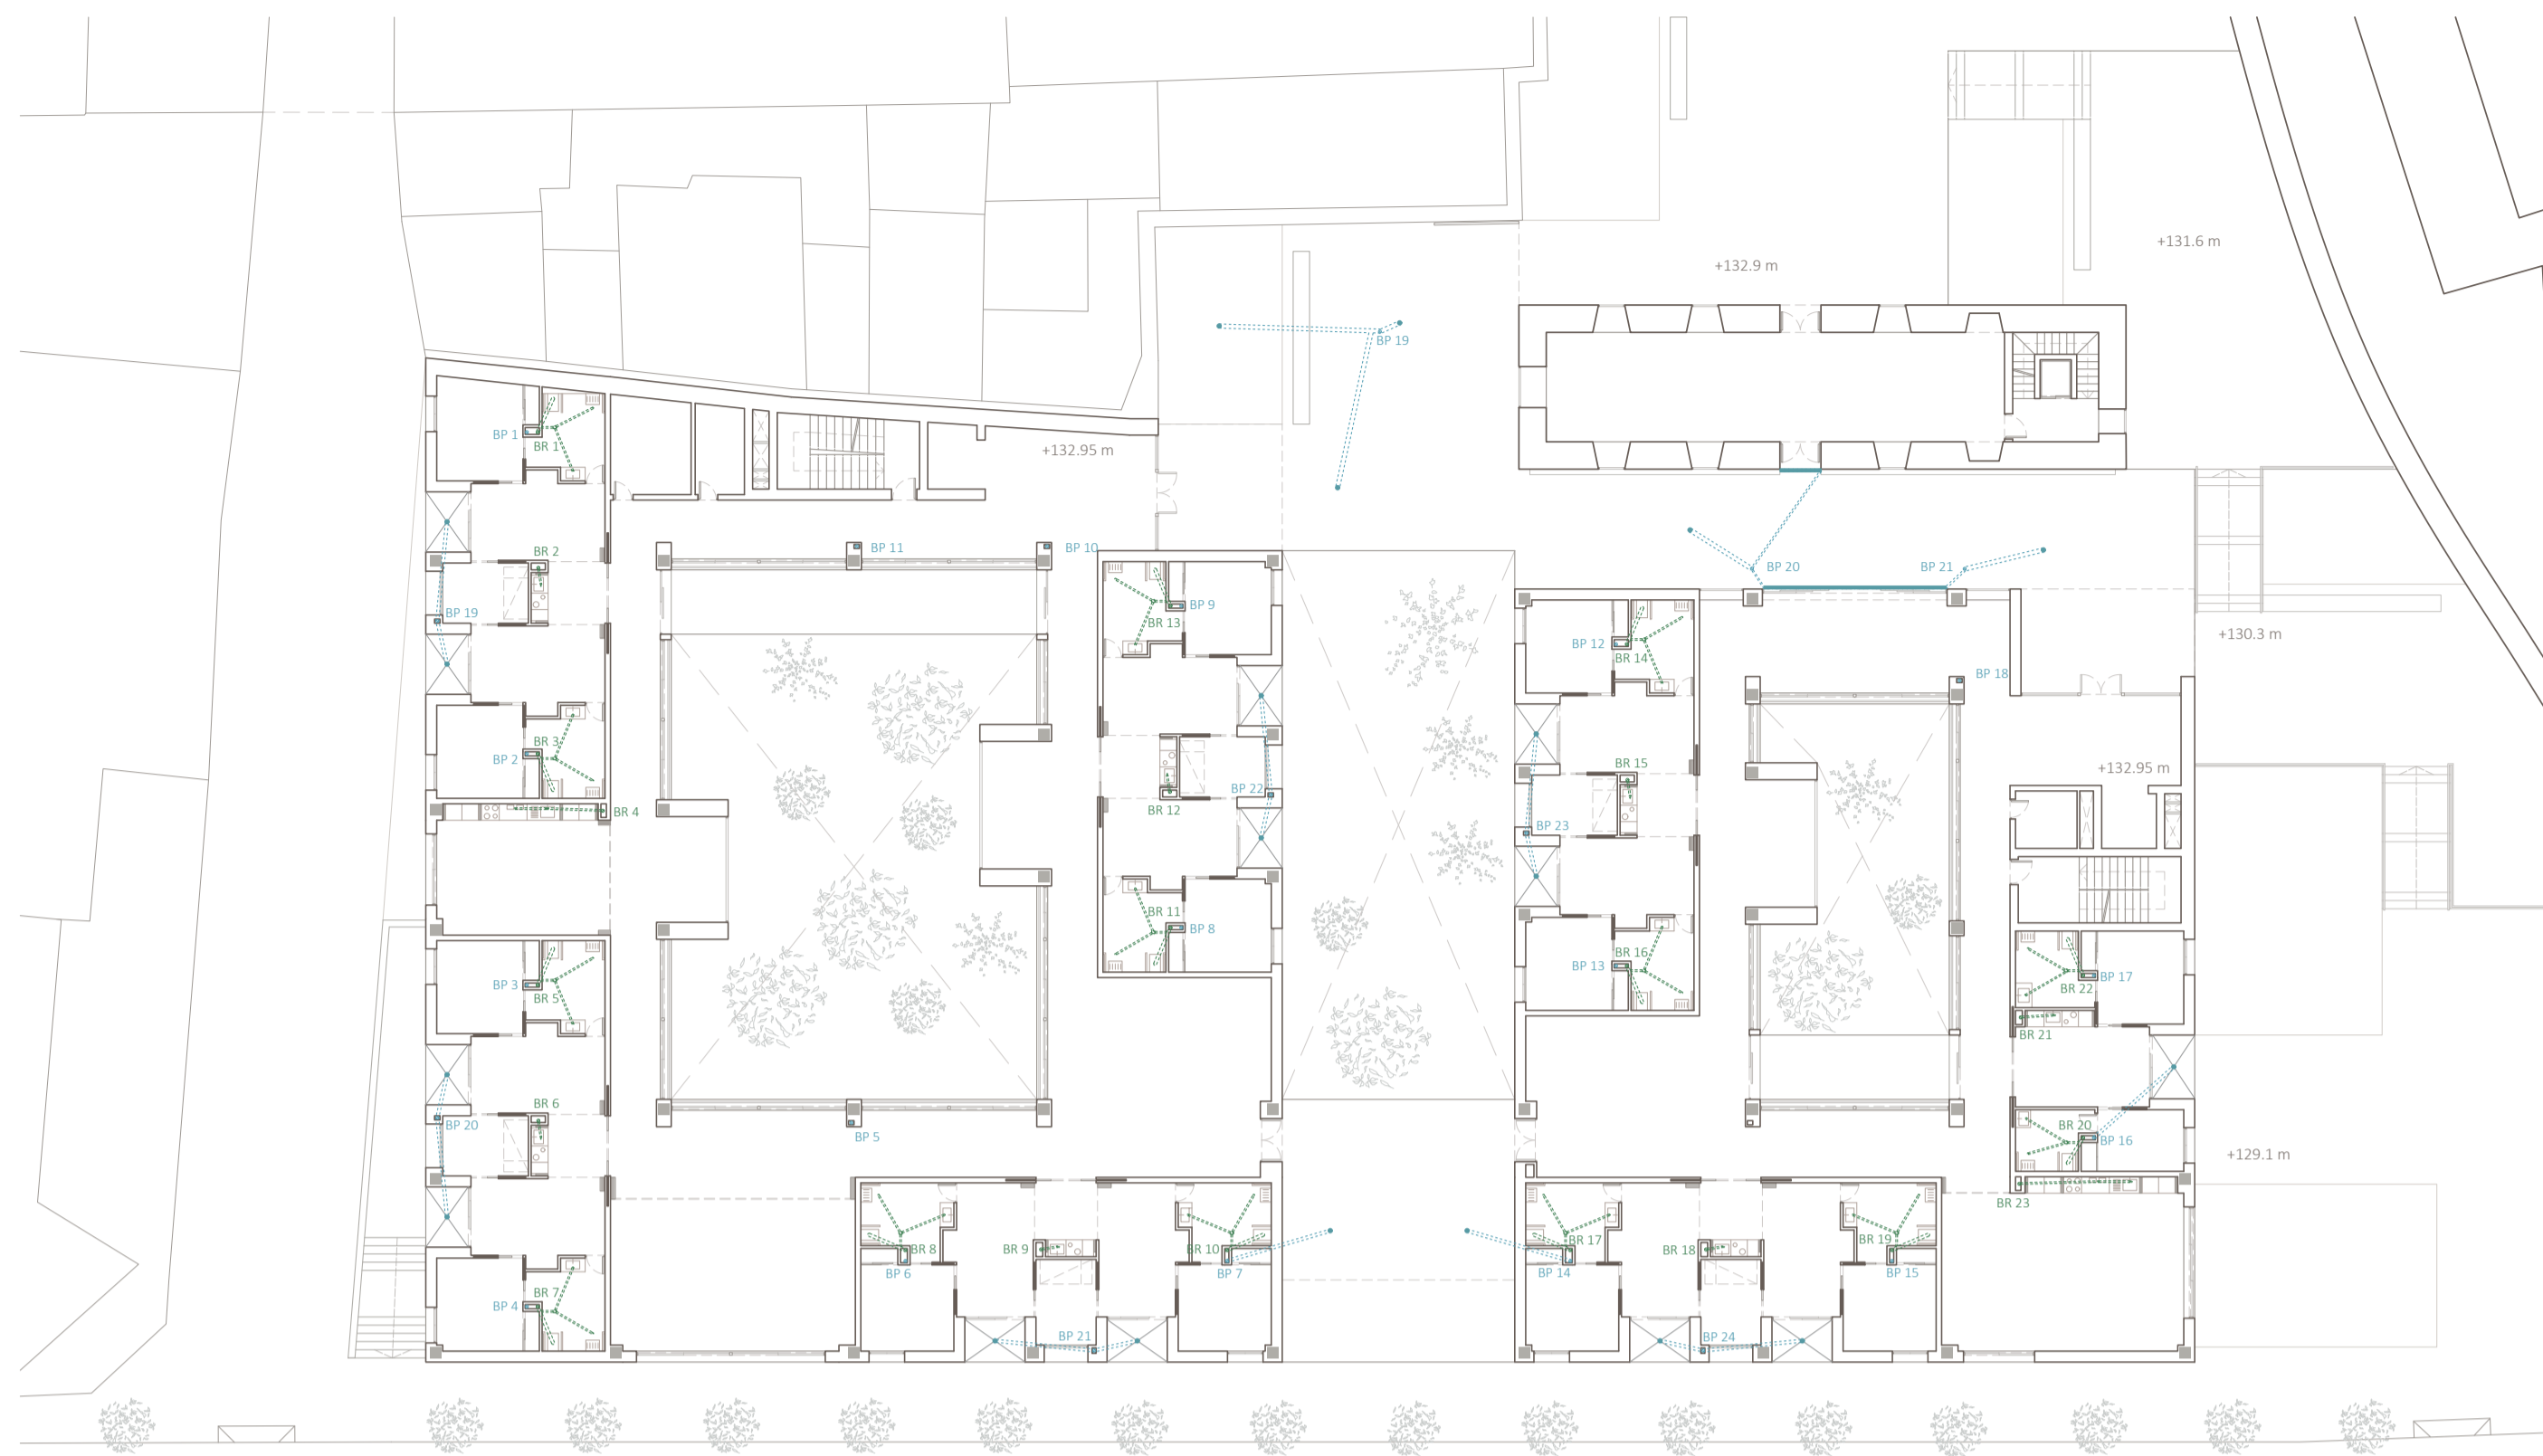 +131.6 m
+132.9 m
BP 19
BP 1
BR 1
+132.95 m
BR 2
BP 11
BP 10
BP 20
BP 21
BP 19
BP 9
BR 13
+130.3 m
BP 12
BR 14
BP 18
BR 3
BP 2
BR 15
+132.95 m
BP 22
BR 4
BR 12
BP 23
BR 11
BP 8
BR 16
BP 13
BP 3
BR 5
BP 17
BR 22
BR 21
BR 6
BP 20
BP 5
BR 20
BP 16
+129.1 m
BR 23
BR 8
BR 9
BR 10
BR 17
BR 18
BR 19
BP 6
BP 7
BP 14
BP 15
BR 7
BP 4
BP 21
BP 24